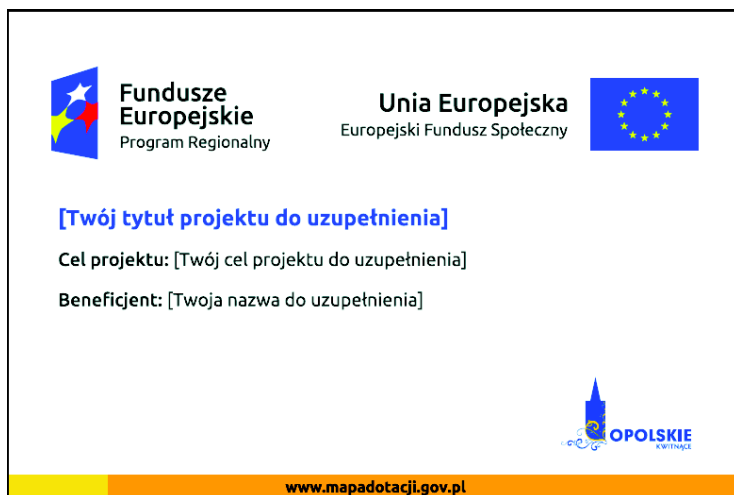 Fundusze
Europejskie
Program Regionalny
Unia Europejska
Europejski Fundusz Społeczny
[Twój tytuł projektu do uzupełnienia]
Cel projektu: [Twój cel projektu do uzupełnienia]
Beneficjent: [Twoja nazwa do uzupełnienia]
OPOLSKIE
KWITNĄCE
www.mapadotacji.gov.pl